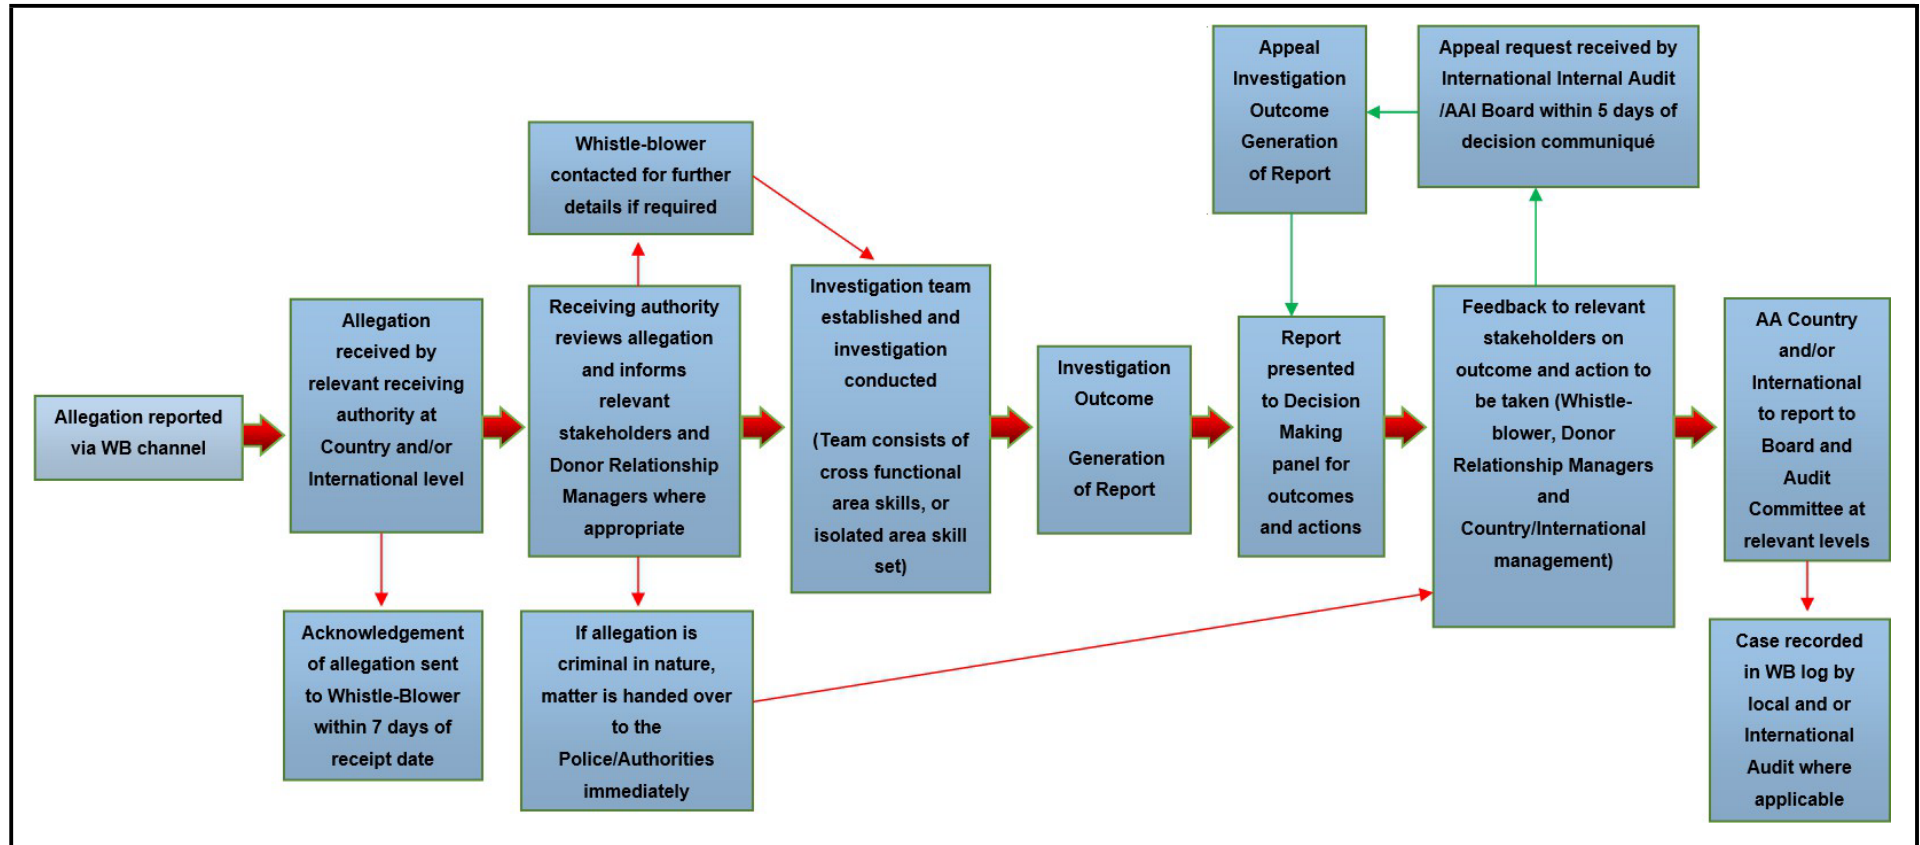 Allegation reported
via WB channel
Allegation
received by
relevant receiving
authority at
Country and/or
International level
Acknowledgement
of allegation sent
to Whistle-Blower
within 7 days of
receipt date
Whistle-blower
contacted for further
details if required
Receiving authority
reviews allegation
and informs
relevant
stakeholders and
Donor Relationship
Managers where
appropriate
If allegation is
criminal in nature,
matter is handed over
to the
Police/Authorities
immediately
Investigation team
established and
investigation
conducted
(Team consists of
cross functional
area skills, or
isolated area skill
set)
Investigation
Outcome
Generation
of Report
Appeal
Investigation
Outcome
Generation
of Report
Report
presented
to Decision
Making
panel for
outcomes
and actions
Appeal request received by
International Internal Audit
/AAI Board within 5 days of
decision communiqué
Feedback to relevant
stakeholders on
outcome and action to
be taken (Whistle-
blower, Donor
Relationship Managers
and
Country/International
management)
AA Country
and/or
International
to report to
Board and
Audit
Committee at
relevant levels
Case recorded
in WB log by
local and or
International
Audit where
applicable